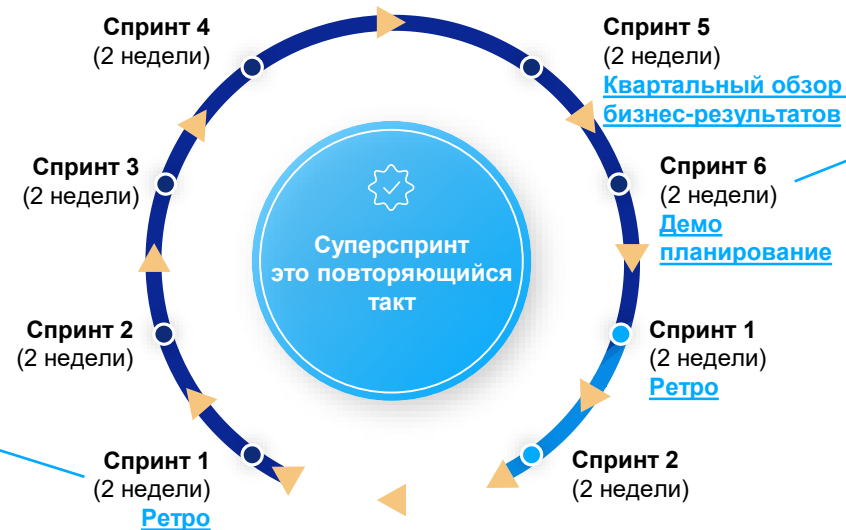 Спринт 4
(2 недели)
Спринт 5
(2 недели)
Квартальный обзор
бизнес-результатов
Спринт 3
(2 недели)
Спринт 6
(2 недели)
Демо
планирование
Суперспринт
это повторяющийся
такт
Спринт 2
(2 недели)
Спринт 1
(2 недели)
Ретро
Спринт 1
(2 недели)
Ретро
Спринт 2
(2 недели)